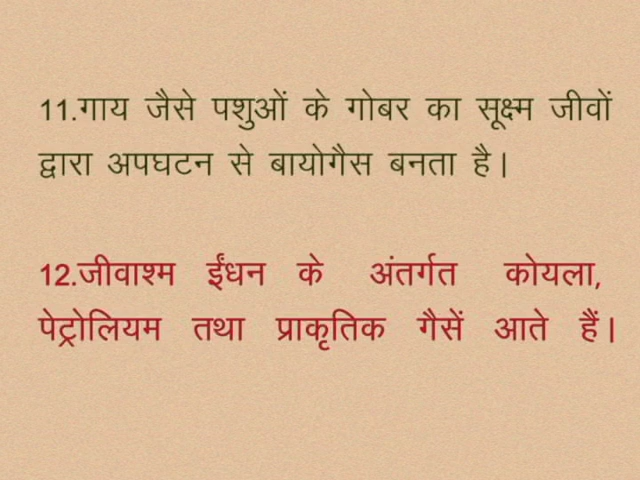 11.गाय जैसे पशुओं के गोबर का सूक्ष्म जीवों
द्वारा अपघटन से बायोगैस बनता है।
12.जीवाश्म ईंधन के अंतर्गत कोयला,
पेट्रोलियम तथा प्राकृतिक गैसें आते हैं।